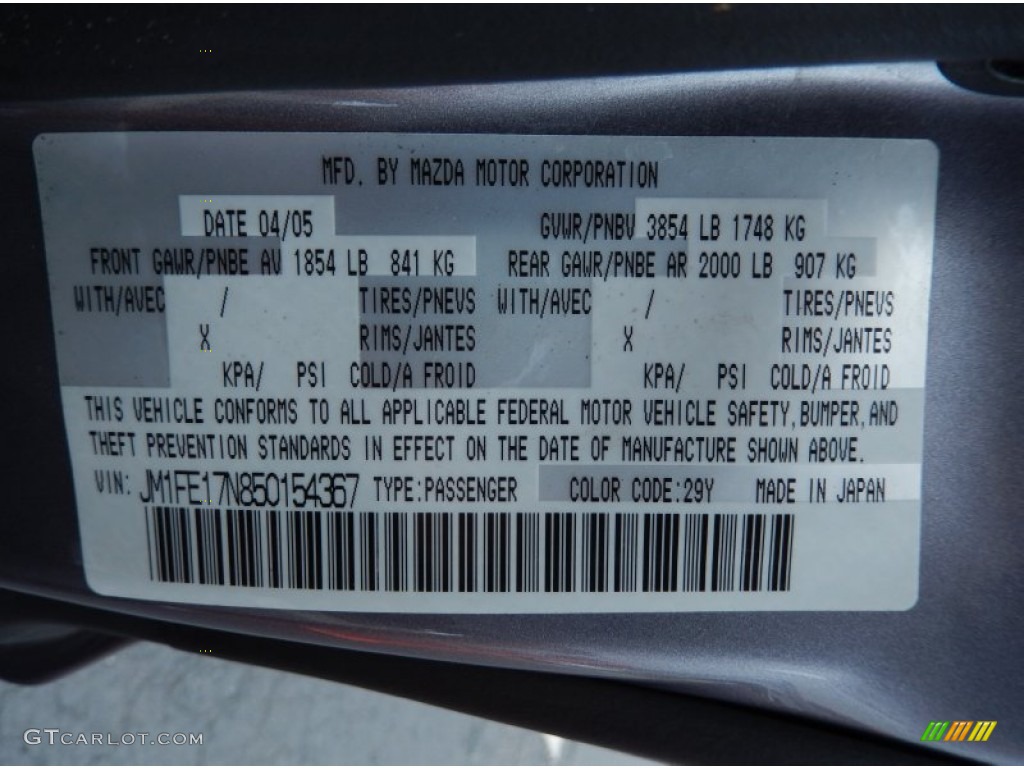 MFD. BY MAZDA MOTOR CORPORATION
DATE 04/05 GVWR/PNBV 3854 LB 1748 KG
FRONT GAWR/PNBE AV 1854 LB 841 KG REAR GAWR/PNBE AR 2000 LB 907 KG
WITH/AVEC / TIRES/PNEVS WITH/AVEC / TIRES/PNEVS
X RIMS/JANTES X RIMS/JANTES
KPA/ PSI COLD/A FROID KPA/ PSI COLD/A FROID
THIS VEHICLE CONFORMS TO ALL APPLICABLE FEDERAL MOTOR VEHICLE SAFETY,BUMPER,AND
THEFT PREVENTION STANDARDS IN EFFECT ON THE DATE OF MANUFACTURE SHOWN ABOVE.
VIN: JM1FE17N850154367 TYPE:PASSENGER COLOR CODE:29Y MADE IN JAPAN
GTCARLOT.COM